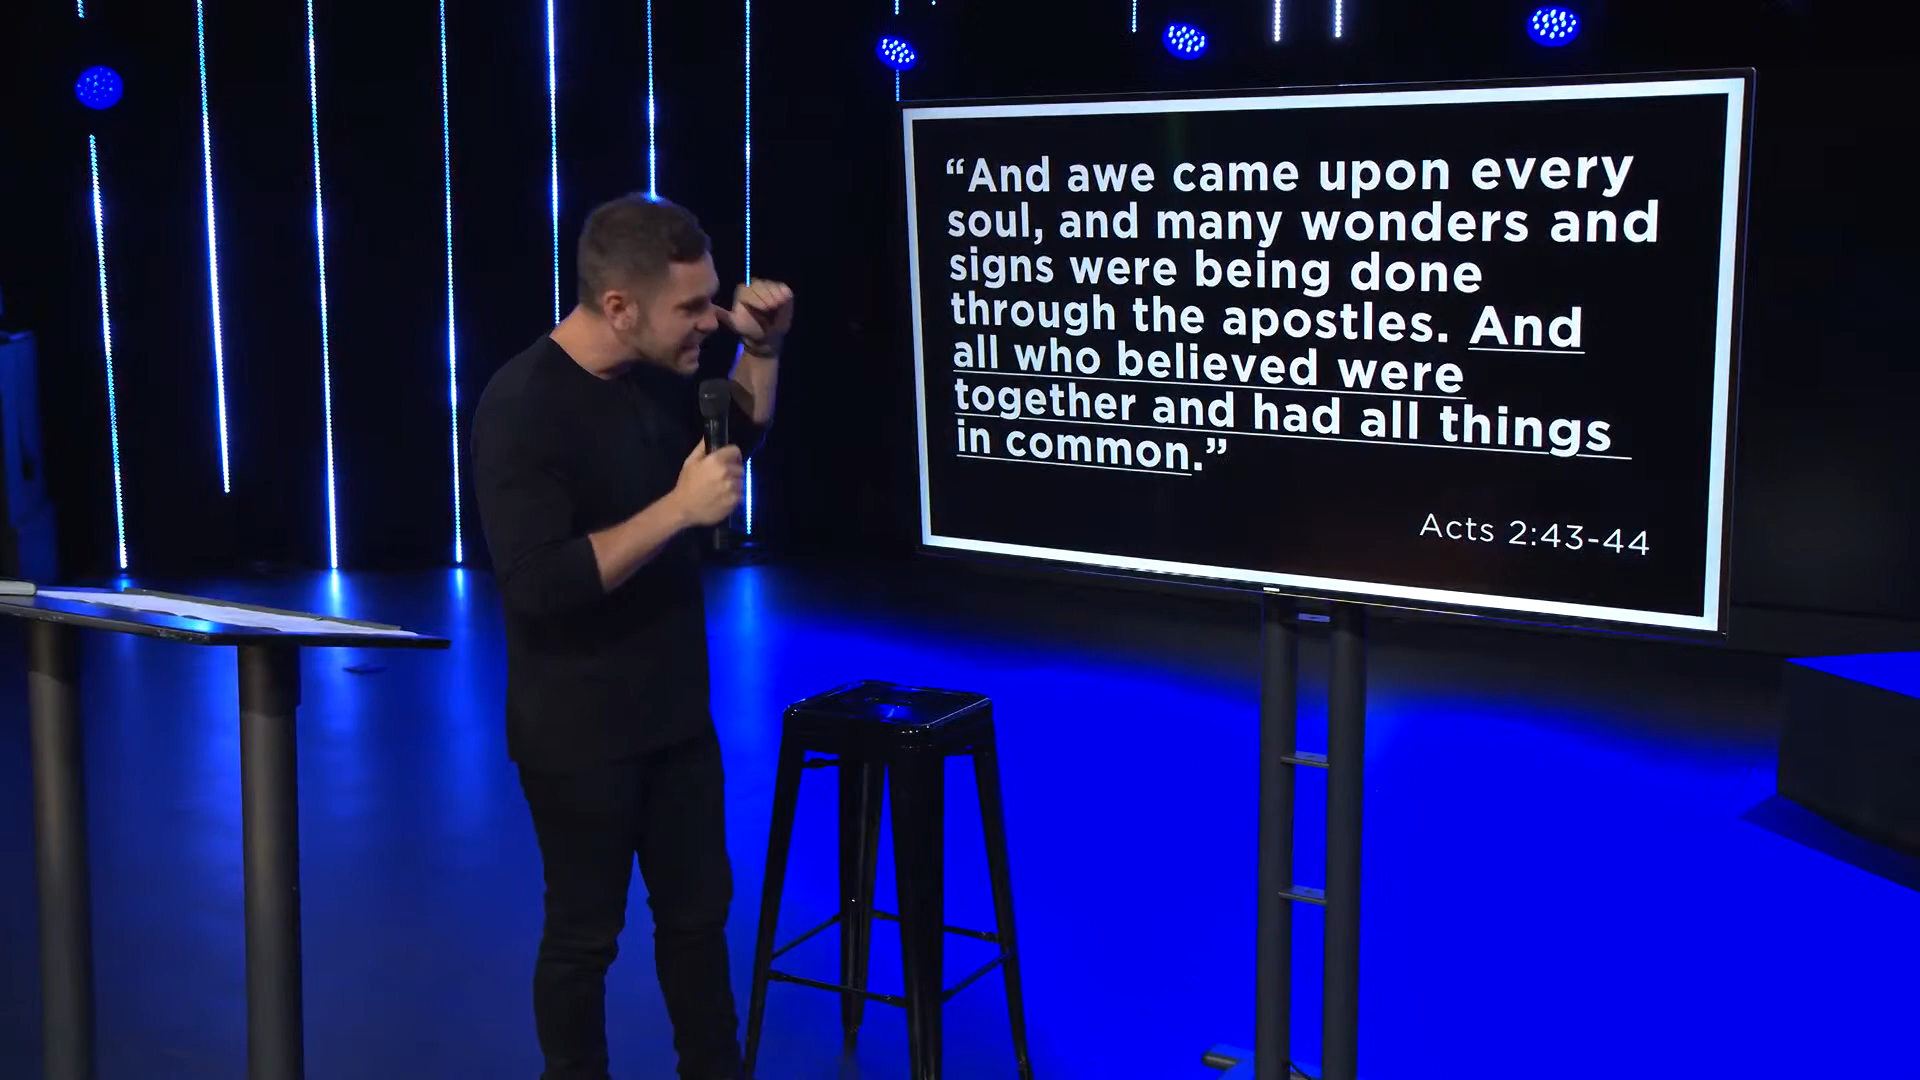 “And awe came upon every
soul, and many wonders and
signs were being done
through the apostles. And
all who believed were
together and had all things
in common.”
Acts 2:43-44